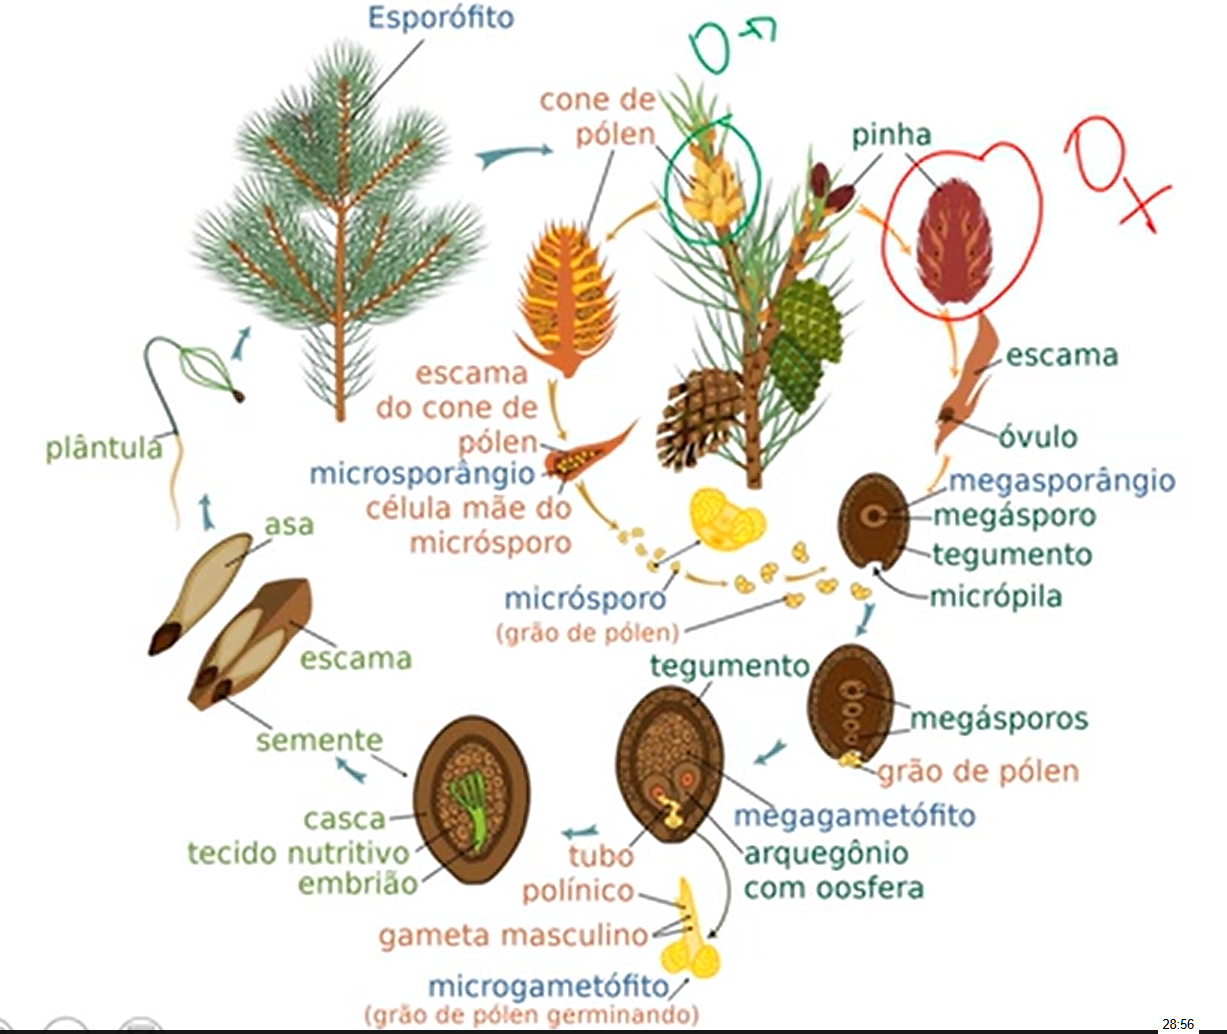 Esporófito
cone de
pólen
pinha
escama
do cone de
pólen
microsporângio
célula mãe do
micrósporo
escama
óvulo
megasporângio
megásporo
tegumento
micrópila
plântula
asa
escama
micrósporo
(grão de pólen)
tegumento
megásporos
grão de pólen
semente
casca
tecido nutritivo
embrião
megagametófito
arquegônio
com oosfera
tubo
polínico
gameta masculino
microgametófito
(grão de pólen germinando)
28:56